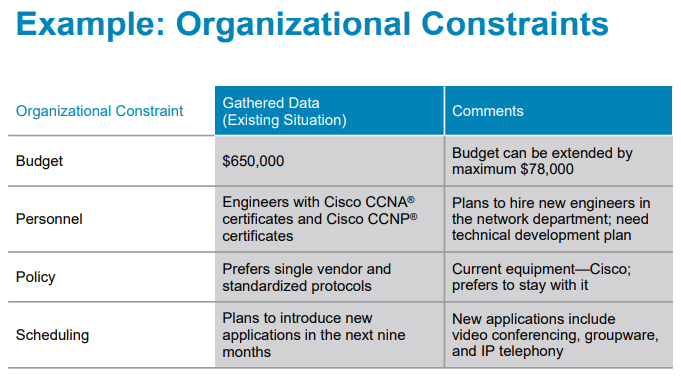 Example: Organizational Constraints
Organizational Constraint
Gathered Data
(Existing Situation)
Comments
Budget
$650,000
Budget can be extended by
maximum $78,000
Personnel
Engineers with Cisco CCNA®
certificates and Cisco CCNP®
certificates
Plans to hire new engineers in
the network department; need
technical development plan
Policy
Prefers single vendor and
standardized protocols
Current equipment—Cisco;
prefers to stay with it
Scheduling
Plans to introduce new
applications in the next nine
months
New applications include
video conferencing, groupware,
and IP telephony